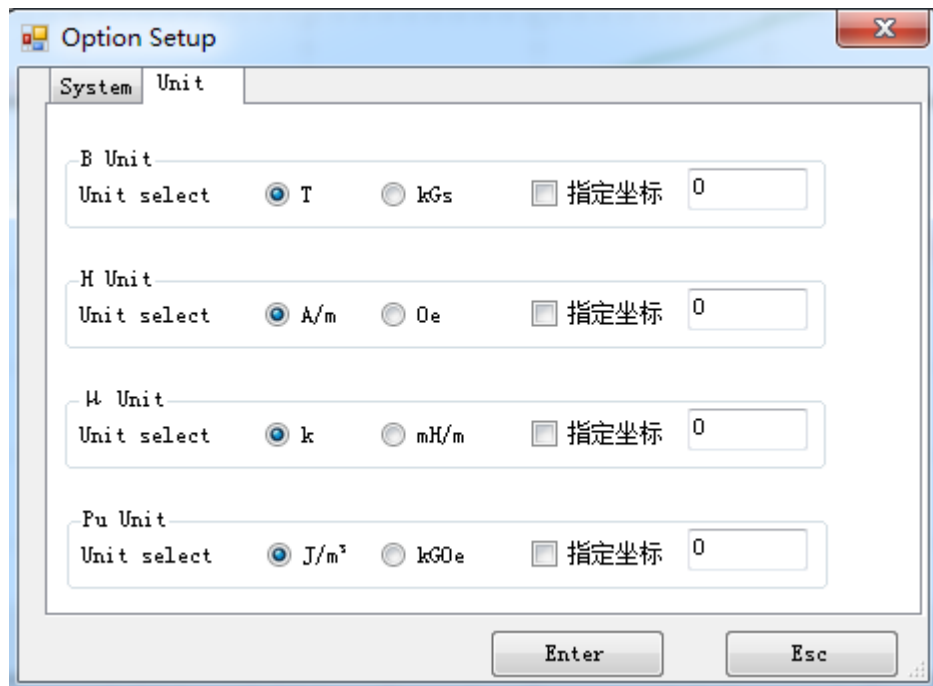 Option Setup
System Unit
B Unit
Unit select T kGs 指定坐标 0
H Unit
Unit select A/m Oe 指定坐标 0
μ Unit
Unit select k mH/m 指定坐标 0
Pu Unit
Unit select J/m³ kGOe 指定坐标 0
Enter Esc